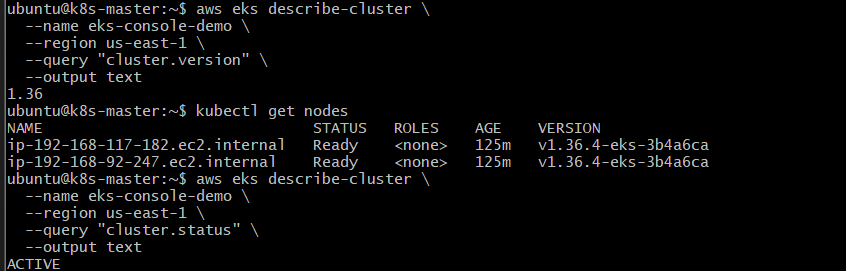 ubuntu@k8s-master:~$ aws eks describe-cluster \
  --name eks-console-demo \
  --region us-east-1 \
  --query "cluster.version" \
  --output text
1.36
ubuntu@k8s-master:~$ kubectl get nodes
NAME                             STATUS   ROLES    AGE    VERSION
ip-192-168-117-182.ec2.internal   Ready    <none>   125m   v1.36.4-eks-3b4a6ca
ip-192-168-92-247.ec2.internal    Ready    <none>   125m   v1.36.4-eks-3b4a6ca
ubuntu@k8s-master:~$ aws eks describe-cluster \
  --name eks-console-demo \
  --region us-east-1 \
  --query "cluster.status" \
  --output text
ACTIVE